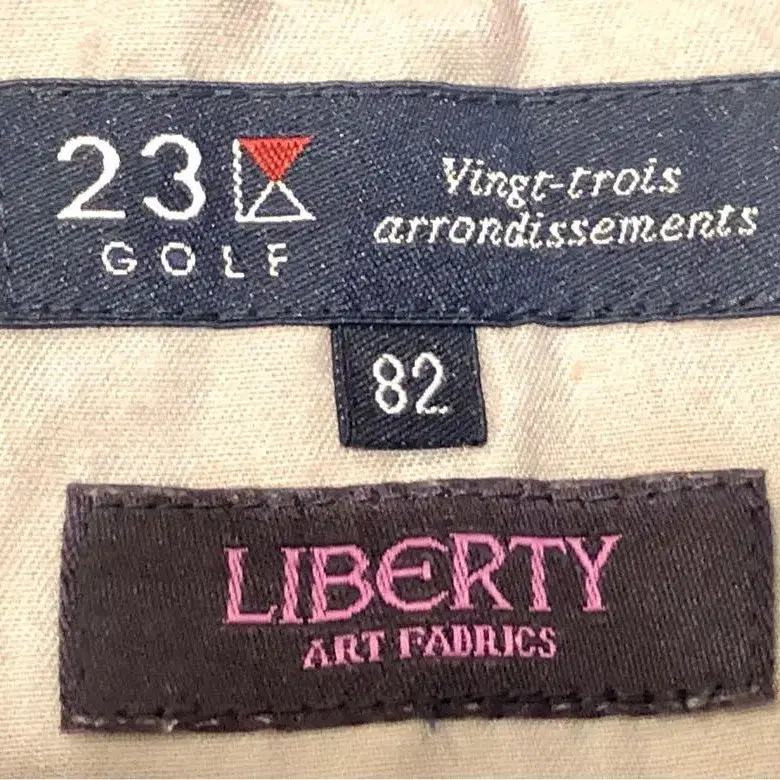 23
GOLF
Vingt-trois
arrondissements
82
LIBERTY
ART FABRICS